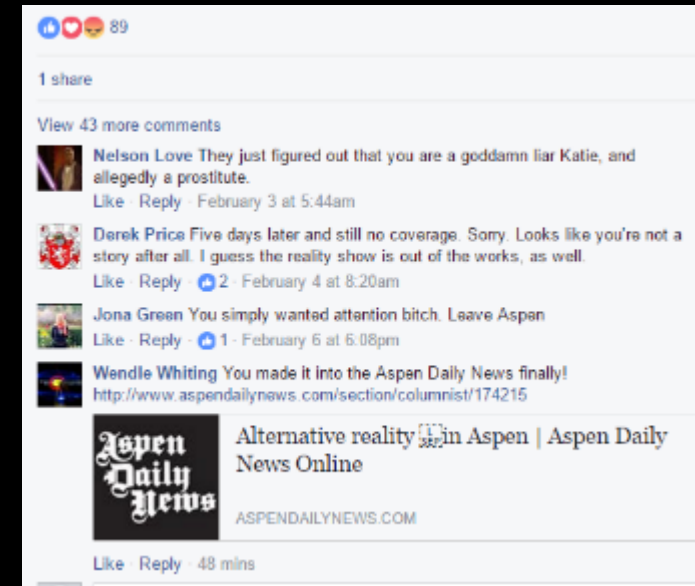 89
1 share
View 43 more comments
Nelson Love They just figured out that you are a goddamn liar Katie, and
allegedly a prostitute.
Like · Reply · February 3 at 5:44am
Derek Price Five days later and still no coverage. Sorry. Looks like you're not a
story after all. I guess the reality show is out of the works, as well.
Like · Reply · 2 · February 4 at 8:20am
Jona Green You simply wanted attention bitch. Leave Aspen
Like · Reply · 1 · February 6 at 6:08pm
Wendle Whiting You made it into the Aspen Daily News finally!
http://www.aspendailynews.com/section/columnist/174215
Aspen
Daily
News
Alternative reality L SEP in Aspen | Aspen Daily
News Online
ASPENDAILYNEWS.COM
Like · Reply · 48 mins